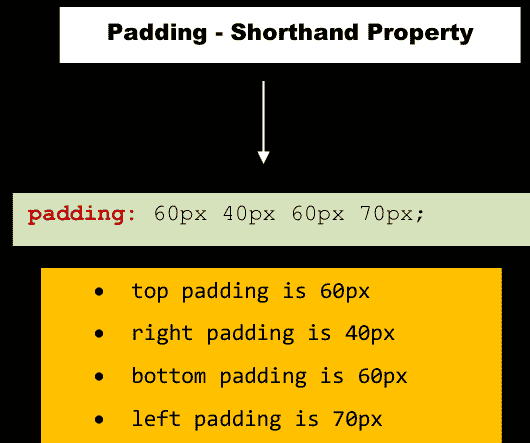 Padding - Shorthand Property
padding: 60px 40px 60px 70px;
• top padding is 60px
• right padding is 40px
• bottom padding is 60px
• left padding is 70px